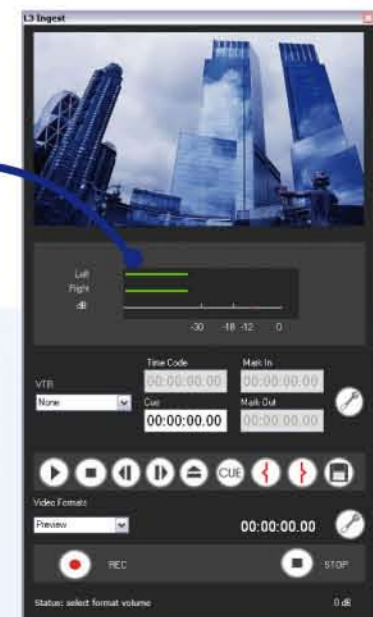 L3 Ingest
Left
Right
dB
-30 -18 -12 0
Time Code Mark In
00:00:00.00 00:00:00.00
VTR Cue Mark Out
None 00:00:00.00 00:00:00.00
CUE
Video Formats
Preview 00:00:00.00
REC STOP
Status: select format volume 0 dB